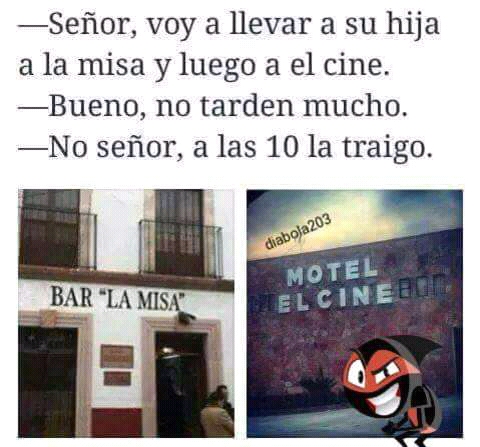 —Señor, voy a llevar a su hija
a la misa y luego a el cine.
—Bueno, no tarden mucho.
—No señor, a las 10 la traigo.
diabola203
BAR "LA MISA"
MOTEL
EL CINE